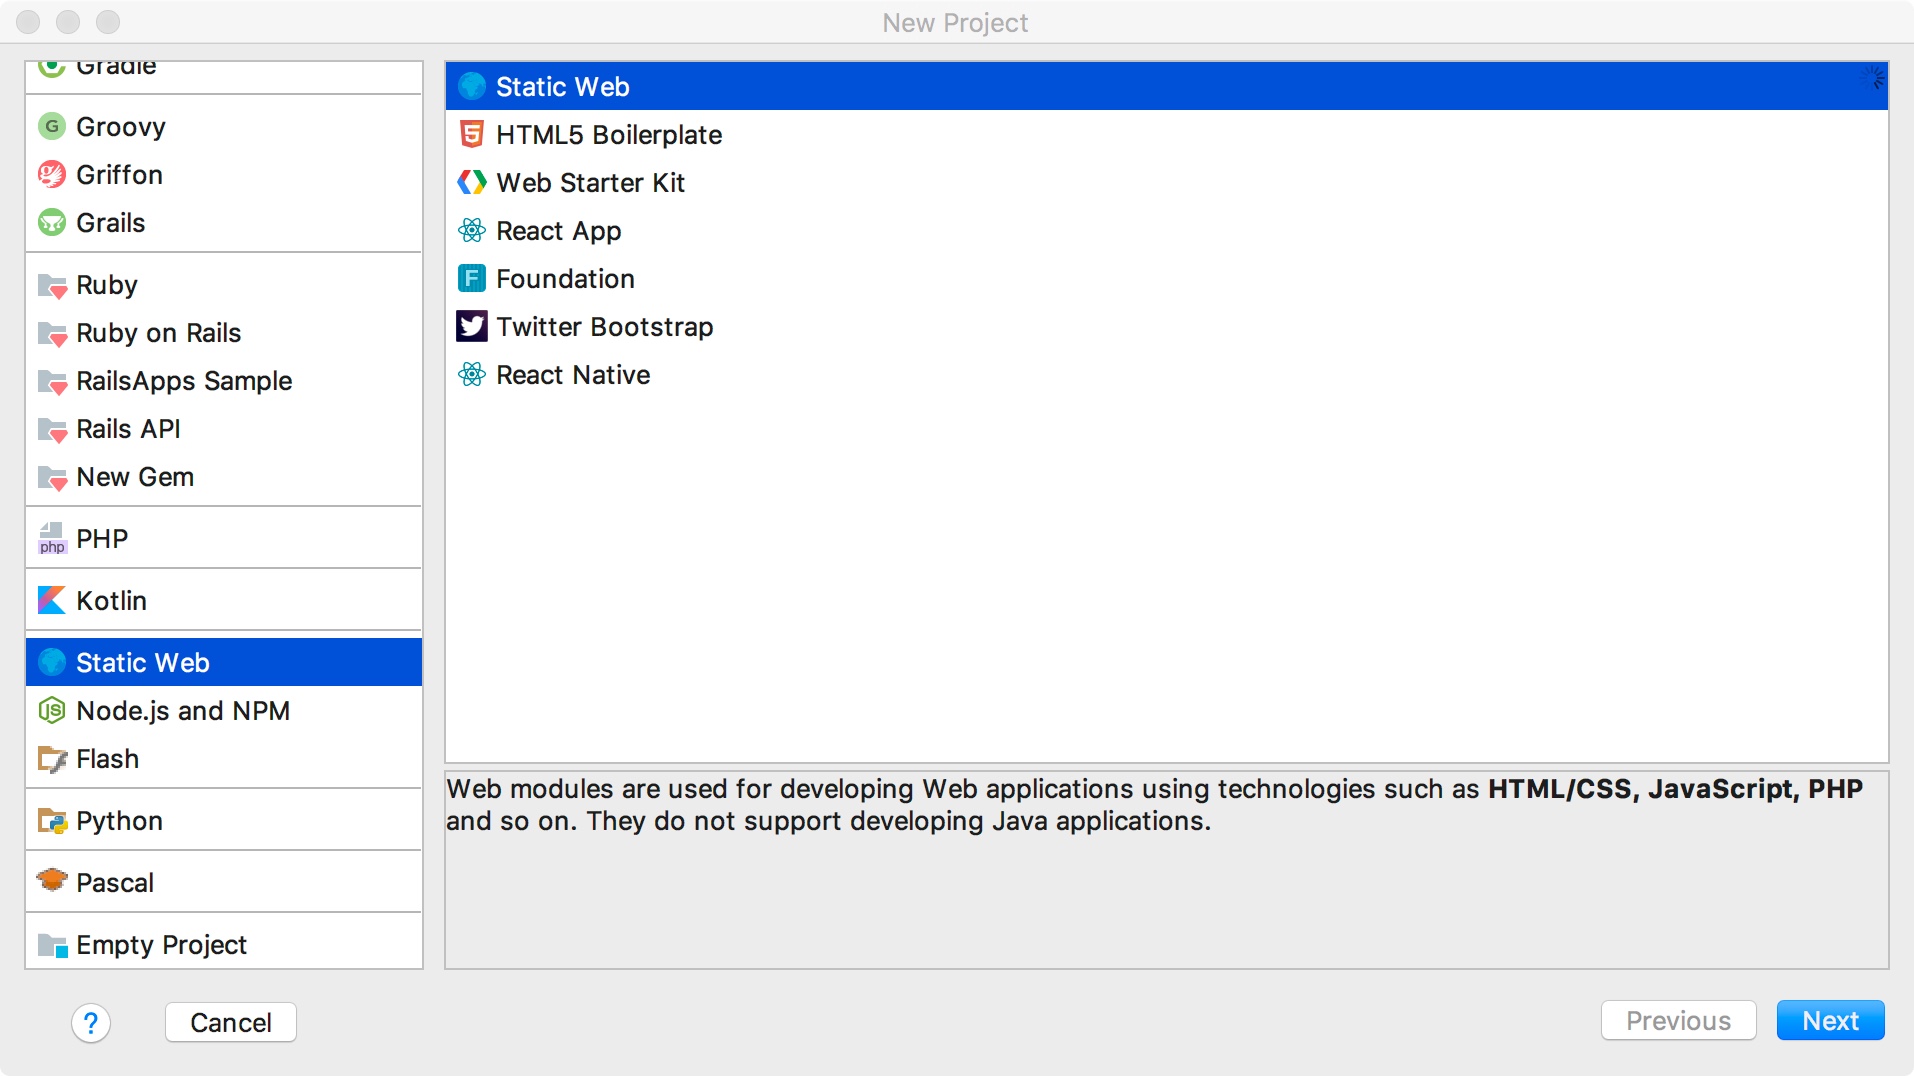 New Project
Gradle
Groovy
Griffon
Grails
Ruby
Ruby on Rails
RailsApps Sample
Rails API
New Gem
PHP
Kotlin
Static Web
Node.js and NPM
Flash
Python
Pascal
Empty Project
Static Web
HTML5 Boilerplate
Web Starter Kit
React App
Foundation
Twitter Bootstrap
React Native
Web modules are used for developing Web applications using technologies such as HTML/CSS, JavaScript, PHP
and so on. They do not support developing Java applications.
? Cancel Previous Next